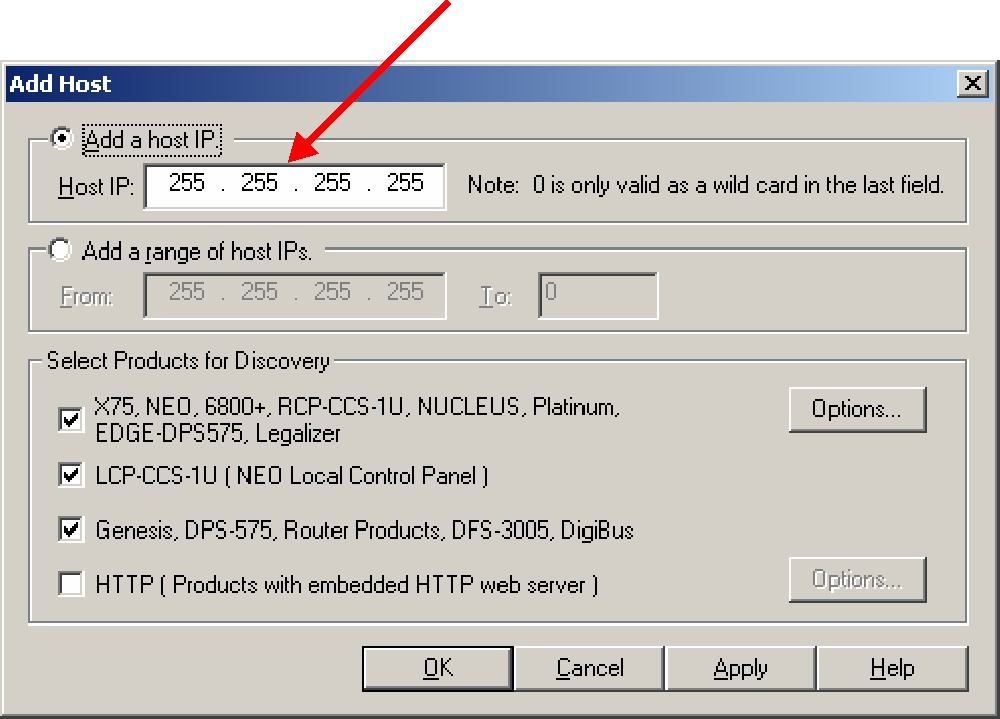 Add Host
Add a host IP.
Host IP: 255 . 255 . 255 . 255 Note: 0 is only valid as a wild card in the last field.
Add a range of host IPs.
From: 255 . 255 . 255 . 255 To: 0
Select Products for Discovery
X75, NEO, 6800+, RCP-CCS-1U, NUCLEUS, Platinum, Options...
EDGE-DPS575, Legalizer
LCP-CCS-1U ( NEO Local Control Panel )
Genesis, DPS-575, Router Products, DFS-3005, DigiBus
HTTP ( Products with embedded HTTP web server ) Options...
OK Cancel Apply Help